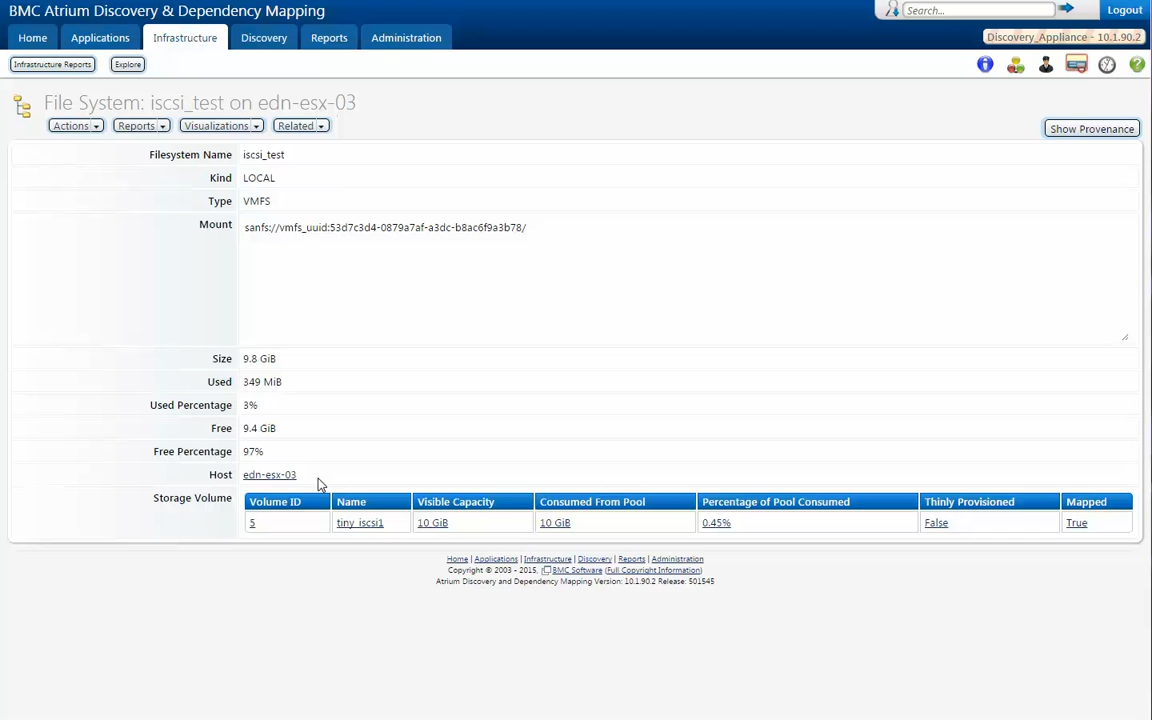 BMC Atrium Discovery & Dependency Mapping
Search...
Logout
Home
Applications
Infrastructure
Discovery
Reports
Administration
Discovery_Appliance - 10.1.90.2
Infrastructure Reports
Explore
File System: iscsi_test on edn-esx-03
Actions
Reports
Visualizations
Related
Show Provenance
Filesystem Name iscsi_test
Kind LOCAL
Type VMFS
Mount sanfs://vmfs_uuid:53d7c3d4-0879a7af-a3dc-b8ac6f9a3b78/
Size 9.8 GiB
Used 349 MiB
Used Percentage 3%
Free 9.4 GiB
Free Percentage 97%
Host edn-esx-03
Storage Volume
Volume ID Name Visible Capacity Consumed From Pool Percentage of Pool Consumed Thinly Provisioned Mapped
5 tiny_iscsi1 10 GiB 10 GiB 0.45% False True
Home | Applications | Infrastructure | Discovery | Reports | Administration
Copyright © 2003 - 2015, BMC Software (Full Copyright Information)
Atrium Discovery and Dependency Mapping Version: 10.1.90.2 Release: 501545